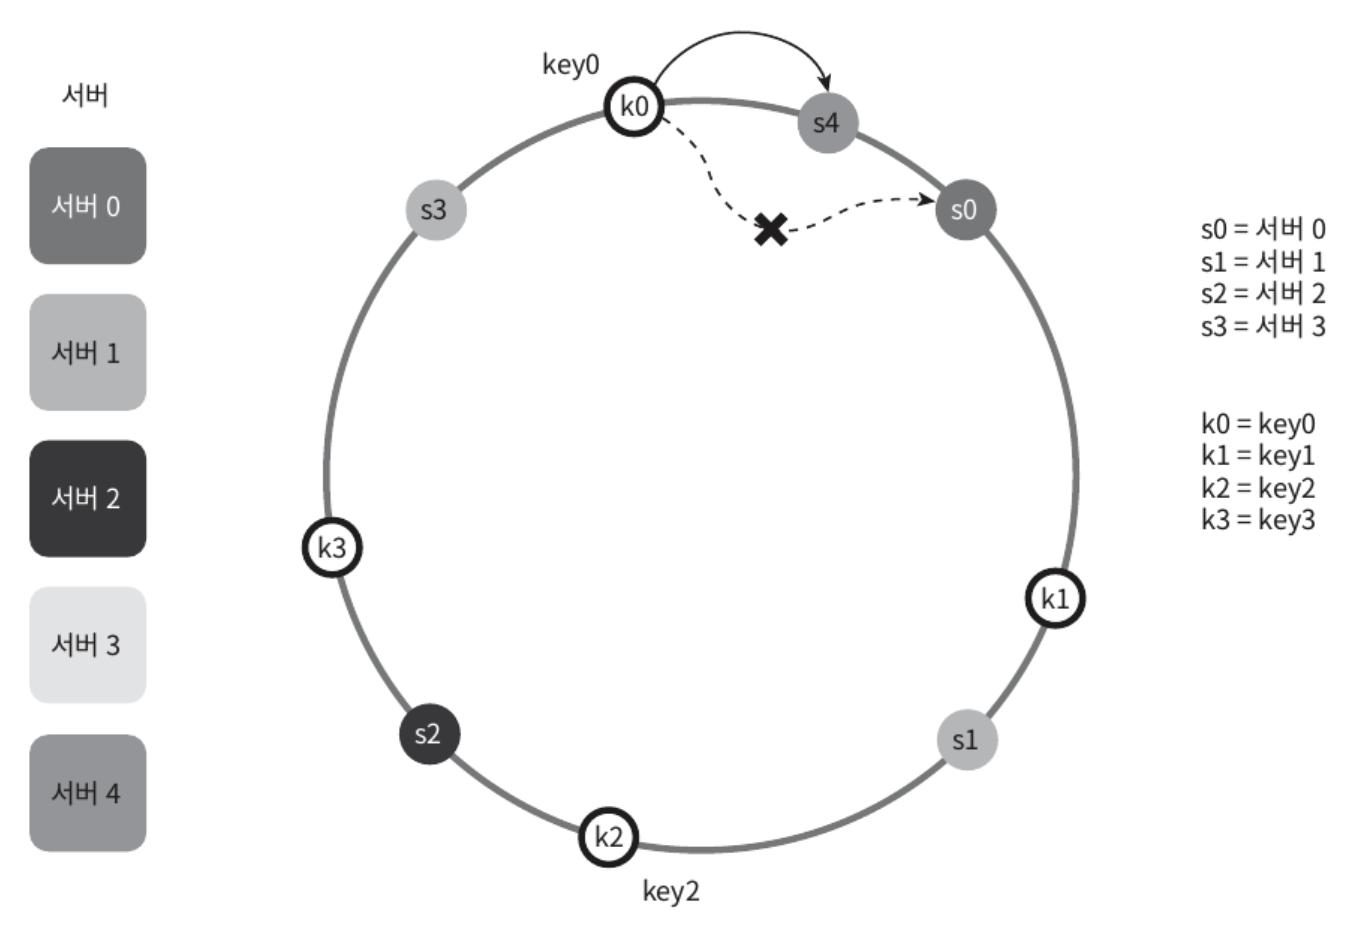 서버
서버 0
서버 1
서버 2
서버 3
서버 4
key0
k0
s4
s0
s3
k3
k1
s2
s1
k2
key2
s0 = 서버 0
s1 = 서버 1
s2 = 서버 2
s3 = 서버 3
k0 = key0
k1 = key1
k2 = key2
k3 = key3